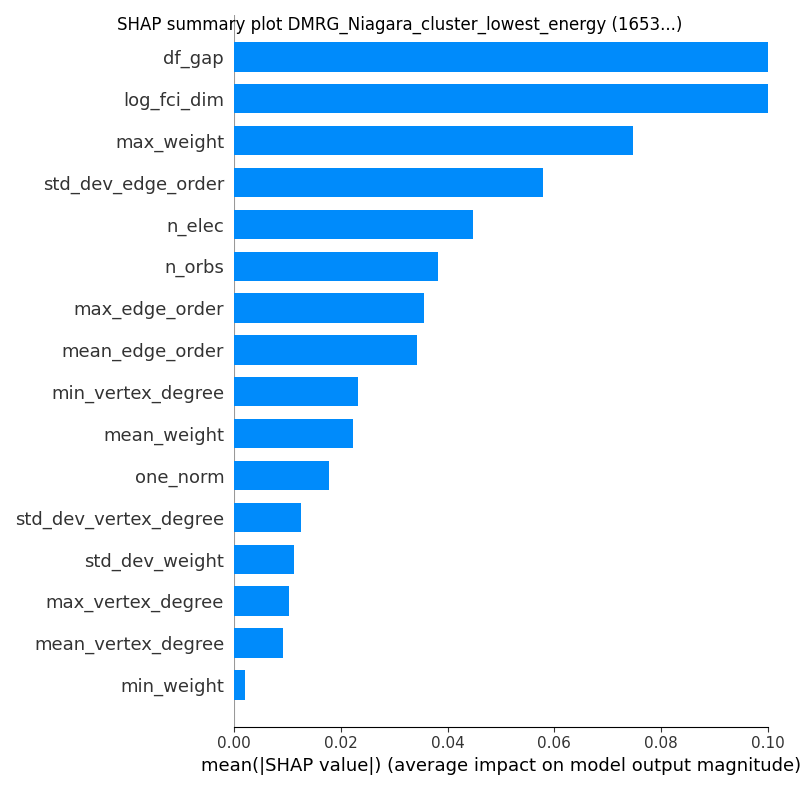 SHAP summary plot DMRG_Niagara_cluster_lowest_energy (1653...)
df_gap
log_fci_dim
max_weight
std_dev_edge_order
n_elec
n_orbs
max_edge_order
mean_edge_order
min_vertex_degree
mean_weight
one_norm
std_dev_vertex_degree
std_dev_weight
max_vertex_degree
mean_vertex_degree
min_weight
0.00 0.02 0.04 0.06 0.08 0.10
mean(|SHAP value|) (average impact on model output magnitude)